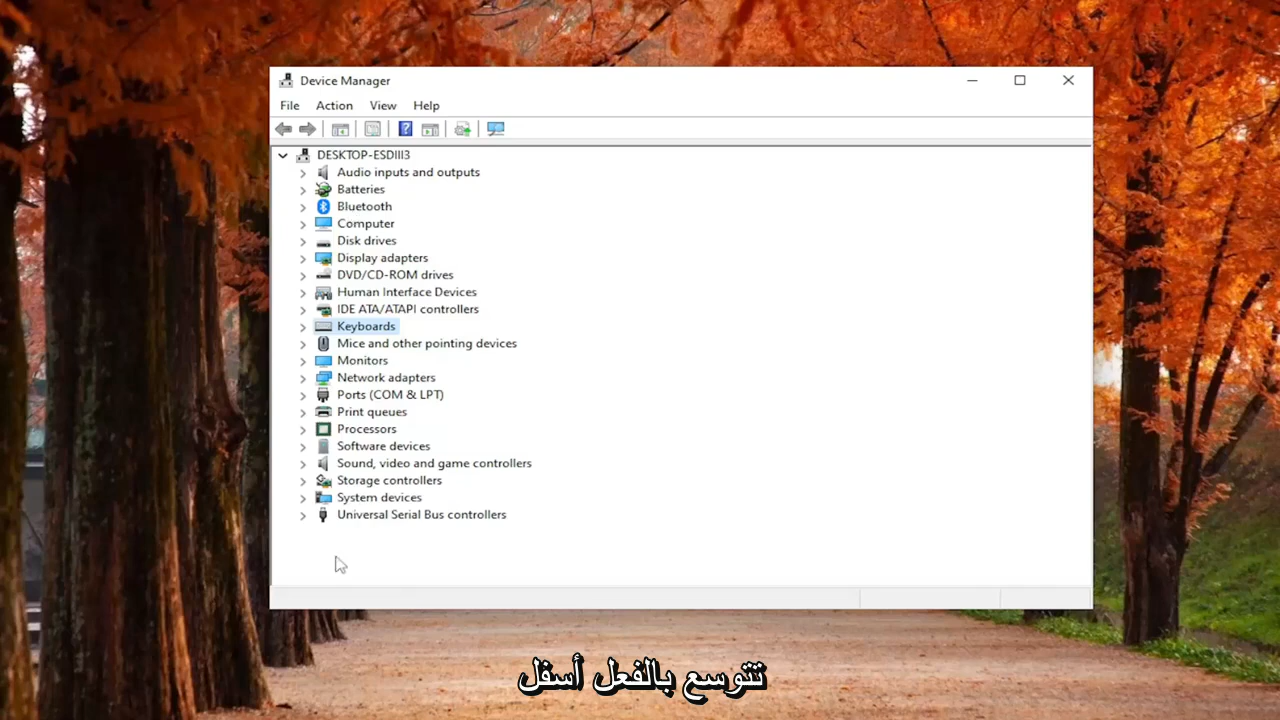 Device Manager
File Action View Help
DESKTOP-ESDIII3
Audio inputs and outputs
Batteries
Bluetooth
Computer
Disk drives
Display adapters
DVD/CD-ROM drives
Human Interface Devices
IDE ATA/ATAPI controllers
Keyboards
Mice and other pointing devices
Monitors
Network adapters
Ports (COM & LPT)
Print queues
Processors
Software devices
Sound, video and game controllers
Storage controllers
System devices
Universal Serial Bus controllers
تتوسع بالفعل أسفل